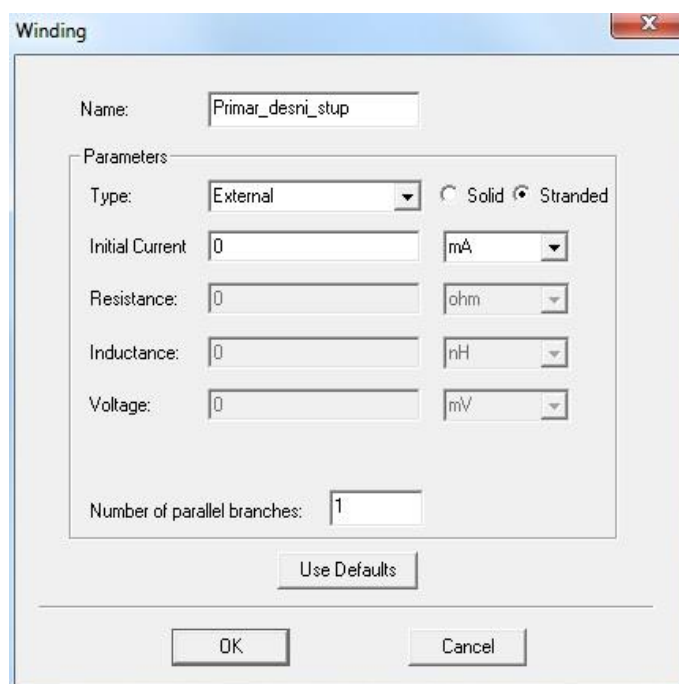 Winding
Name: Primar_desni_stup
Parameters
Type: External Solid Stranded
Initial Current 0 mA
Resistance: 0 ohm
Inductance: 0 nH
Voltage: 0 mV
Number of parallel branches: 1
Use Defaults
OK Cancel